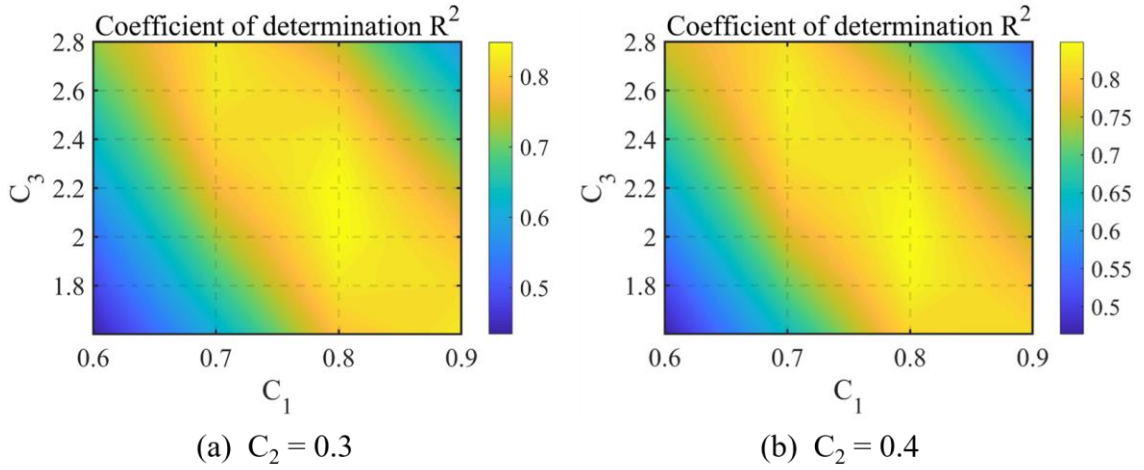 Coefficient of determination R²
2.8
2.6
2.4
2.2
2
1.8
C₃
0.6 0.7 0.8 0.9
C₁
0.8
0.7
0.6
0.5
(a) C₂ = 0.3
Coefficient of determination R²
2.8
2.6
2.4
2.2
2
1.8
C₃
0.6 0.7 0.8 0.9
C₁
0.8
0.75
0.7
0.65
0.6
0.55
0.5
(b) C₂ = 0.4